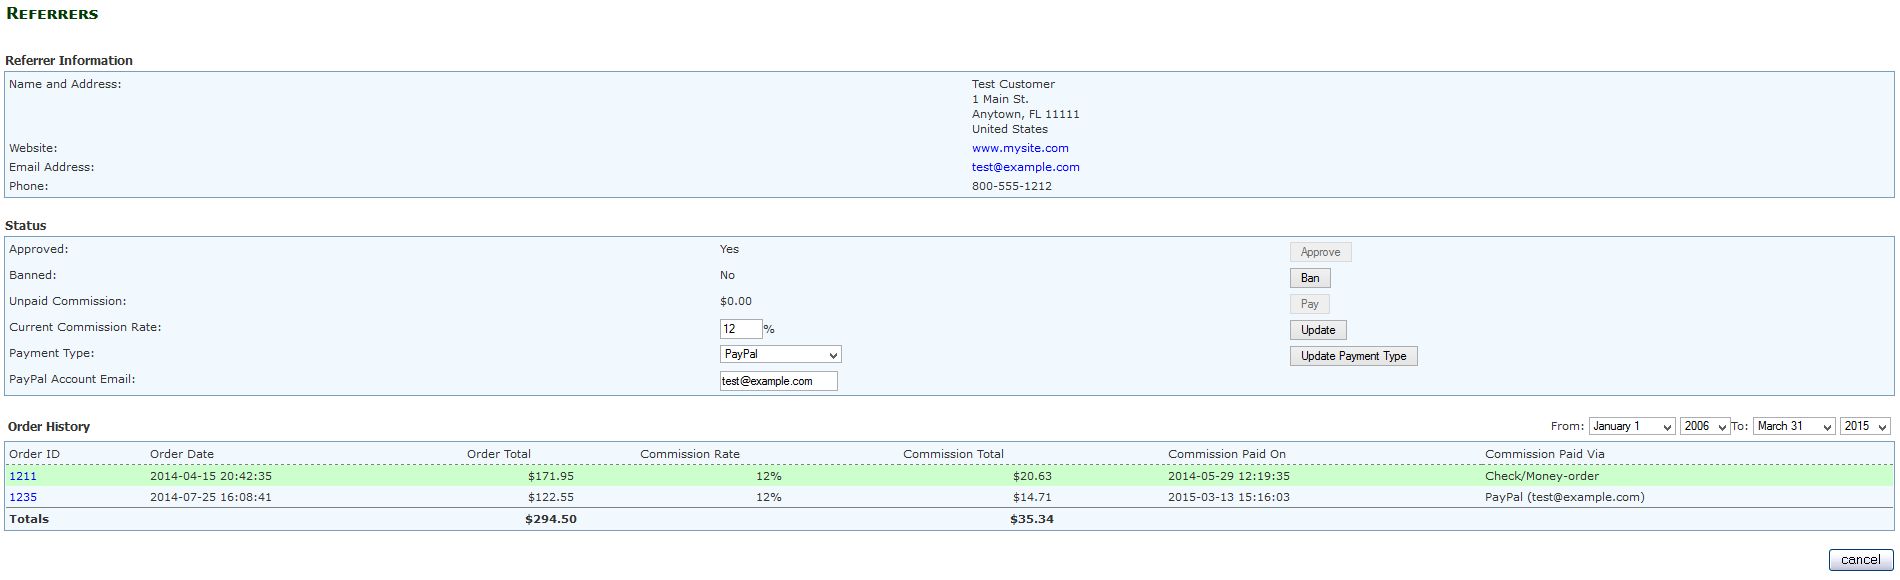 REFERRERS
Referrer Information
Name and Address: Test Customer
1 Main St.
Anytown, FL 11111
United States
Website: www.mysite.com
Email Address: test@example.com
Phone: 800-555-1212
Status
Approved: Yes Approve
Banned: No Ban
Unpaid Commission: $0.00 Pay
Current Commission Rate: 12 % Update
Payment Type: PayPal Update Payment Type
PayPal Account Email: test@example.com
Order History From: January 1 2006 To: March 31 2015
Order ID Order Date Order Total Commission Rate Commission Total Commission Paid On Commission Paid Via
1211 2014-04-15 20:42:35 $171.95 12% $20.63 2014-05-29 12:19:35 Check/Money-order
1235 2014-07-25 16:08:41 $122.55 12% $14.71 2015-03-13 15:16:03 PayPal (test@example.com)
Totals $294.50 $35.34
cancel